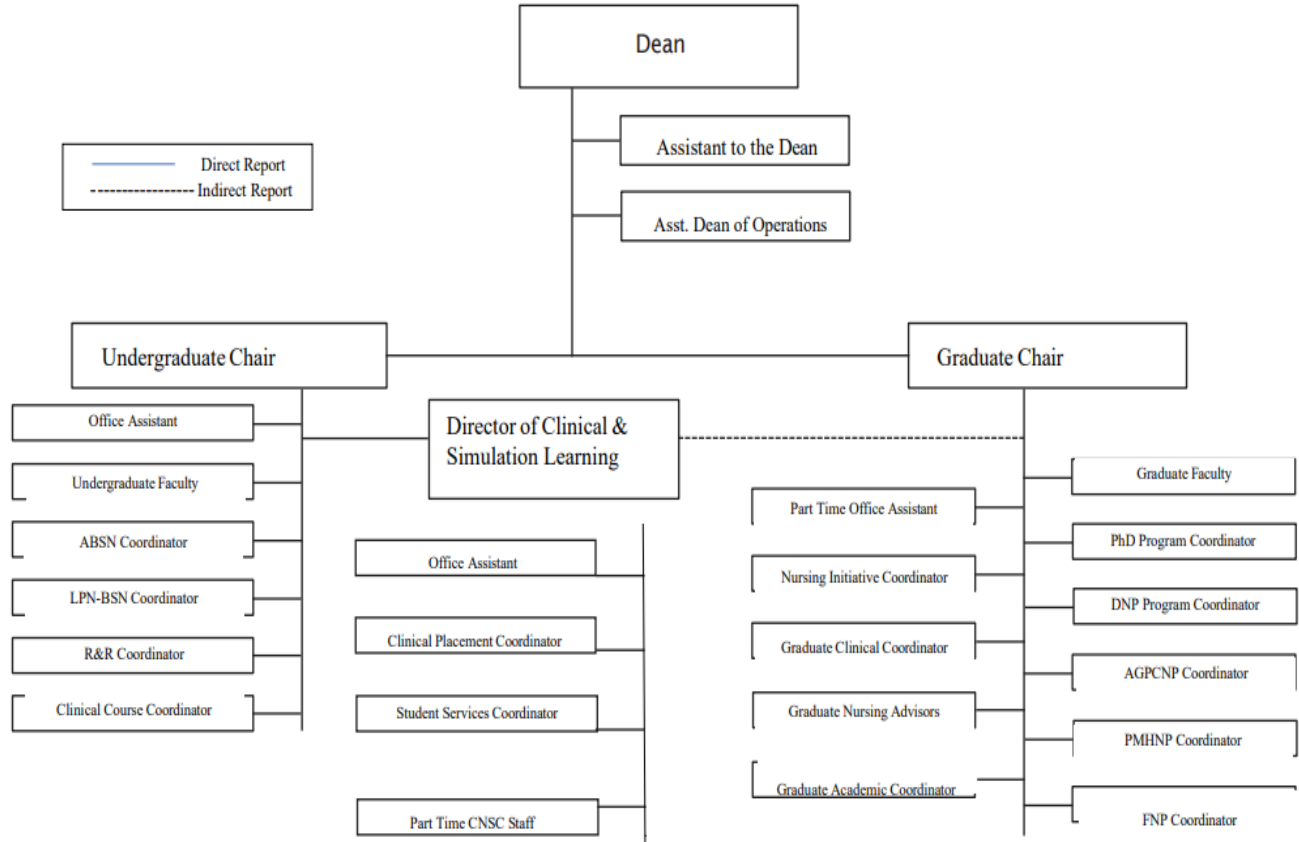 Dean
Assistant to the Dean
Direct Report
Indirect Report
Asst. Dean of Operations
Undergraduate Chair
Graduate Chair
Office Assistant
Undergraduate Faculty
ABSN Coordinator
LPN-BSN Coordinator
R&R Coordinator
Clinical Course Coordinator
Director of Clinical &
Simulation Learning
Office Assistant
Clinical Placement Coordinator
Student Services Coordinator
Part Time CNSC Staff
Part Time Office Assistant
Nursing Initiative Coordinator
Graduate Clinical Coordinator
Graduate Nursing Advisors
Graduate Academic Coordinator
Graduate Faculty
PhD Program Coordinator
DNP Program Coordinator
AGPCNP Coordinator
PMHNP Coordinator
FNP Coordinator